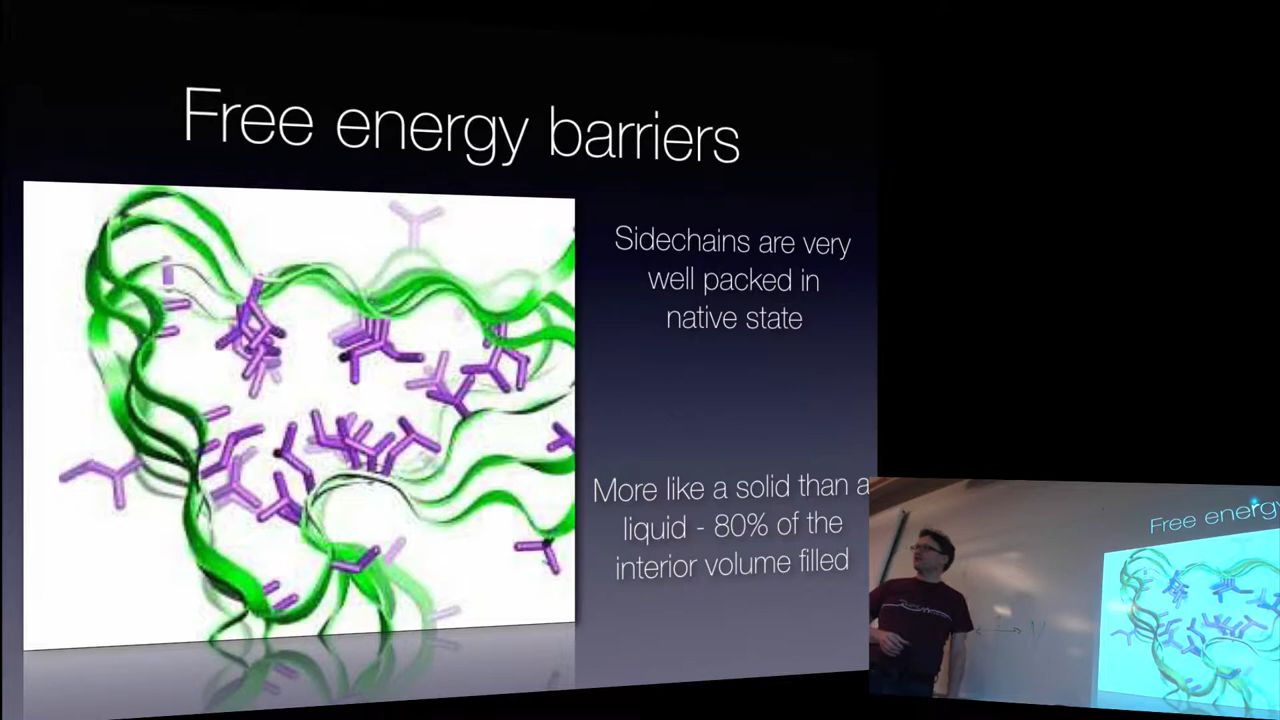 Free energy barriers
Sidechains are very
well packed in
native state
More like a solid than a
liquid - 80% of the
interior volume filled
Free energy
N